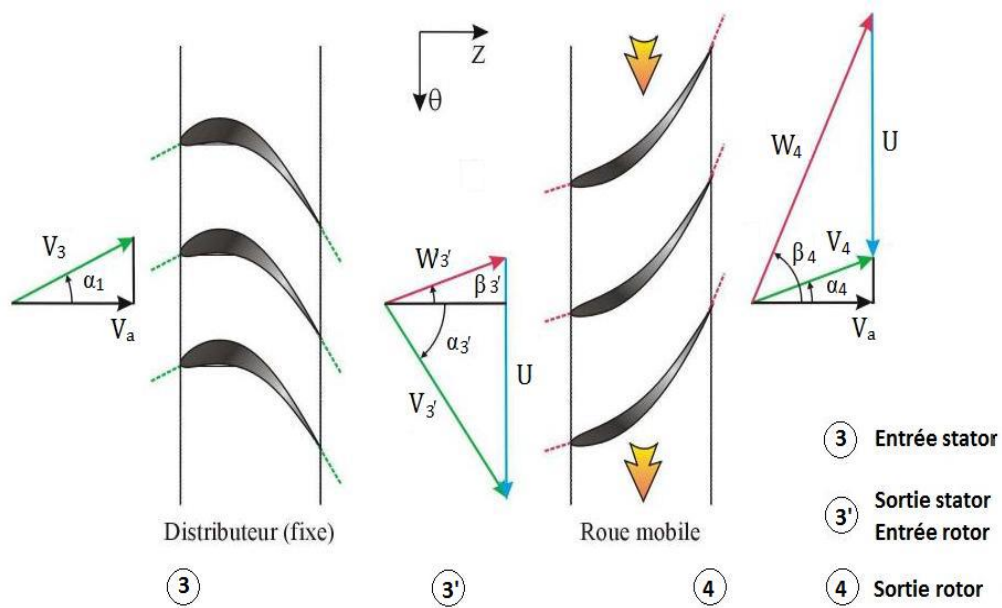 Z
θ
V3
α1
Va
W3'
β3'
α3'
V3'
U
W4
U
β4
V4
α4
Va
Distributeur (fixe)
Roue mobile
3 Entrée stator
3' Sortie stator
Entrée rotor
4 Sortie rotor
3
3'
4